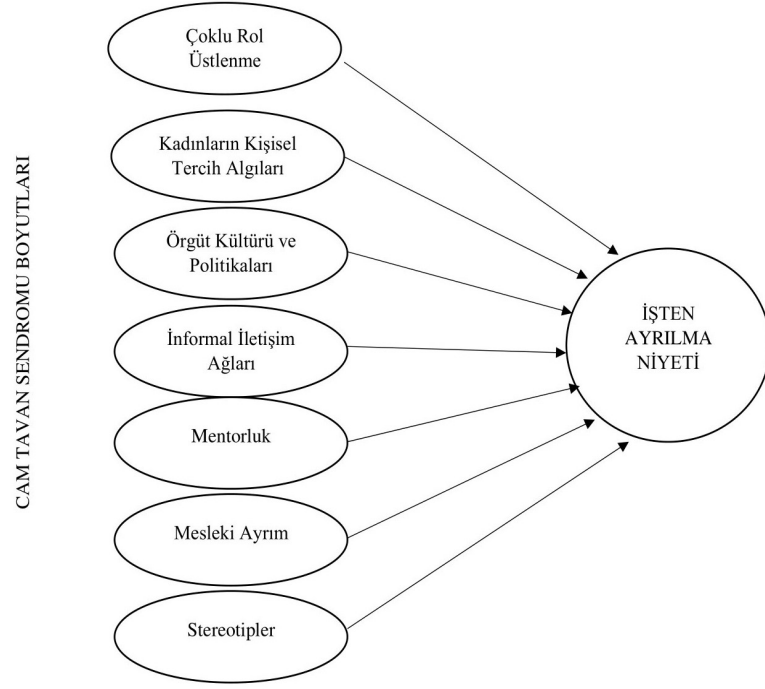 CAM TAVAN SENDROMU BOYUTLARI
Çoklu Rol
Üstlenme
Kadınların Kişisel
Tercih Algıları
Örgüt Kültürü ve
Politikaları
İnformal İletişim
Ağları
Mentorluk
Mesleki Ayrım
Stereotipler
İŞTEN
AYRILMA
NİYETİ